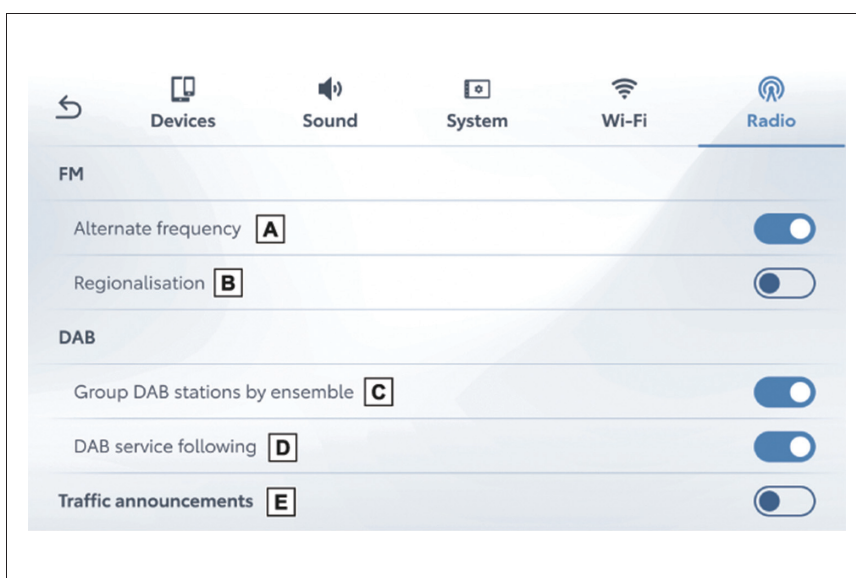 Devices Sound System Wi-Fi Radio
FM
Alternate frequency A
Regionalisation B
DAB
Group DAB stations by ensemble C
DAB service following D
Traffic announcements E